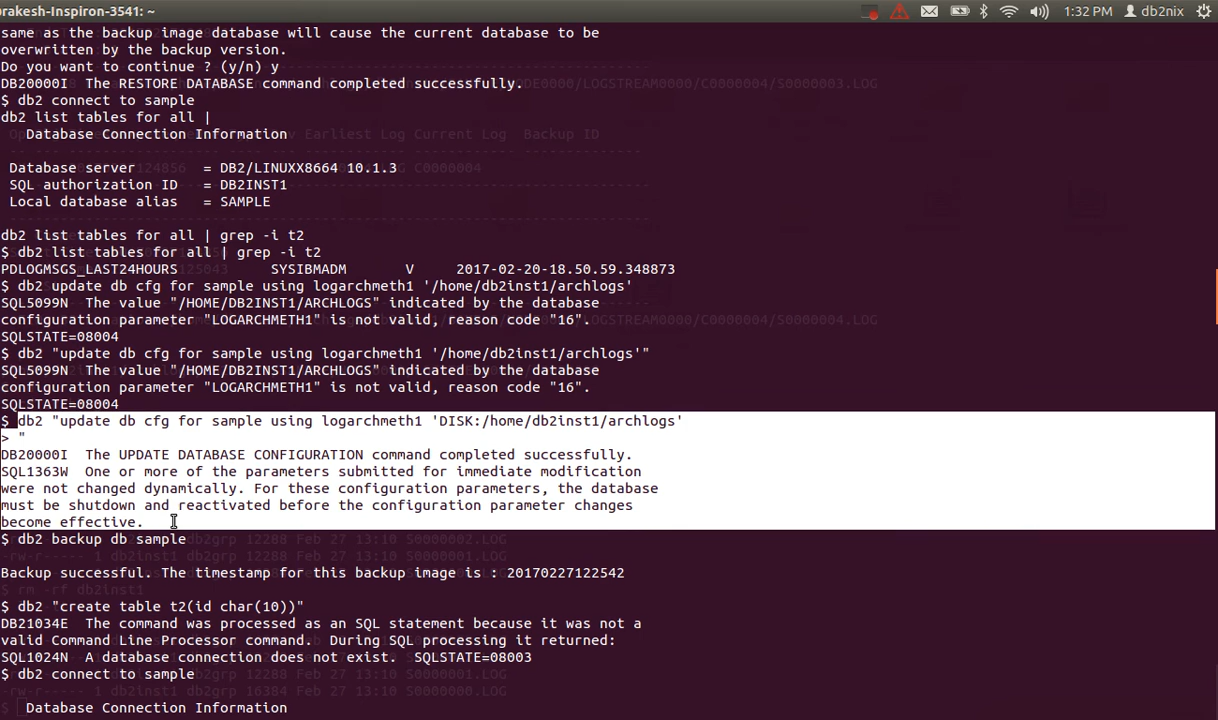 rakesh-Inspiron-3541: ~
1:32 PM
db2nix
same as the backup image database will cause the current database to be
overwritten by the backup version.
Do you want to continue ? (y/n) y
DB20000I  The RESTORE DATABASE command completed successfully.
$ db2 connect to sample
db2 list tables for all |
   Database Connection Information
 Database server        = DB2/LINUXX8664 10.1.3
 SQL authorization ID   = DB2INST1
 Local database alias   = SAMPLE
db2 list tables for all | grep -i t2
$ db2 list tables for all | grep -i t2
PDLOGMSGS_LAST24HOURS           SYSIBMADM       V     2017-02-20-18.50.59.348873
$ db2 update db cfg for sample using logarchmeth1 '/home/db2inst1/archlogs'
SQL5099N  The value "/HOME/DB2INST1/ARCHLOGS" indicated by the database
configuration parameter "LOGARCHMETH1" is not valid, reason code "16".
SQLSTATE=08004
$ db2 "update db cfg for sample using logarchmeth1 '/home/db2inst1/archlogs'"
SQL5099N  The value "/HOME/DB2INST1/ARCHLOGS" indicated by the database
configuration parameter "LOGARCHMETH1" is not valid, reason code "16".
SQLSTATE=08004
$ db2 "update db cfg for sample using logarchmeth1 'DISK:/home/db2inst1/archlogs'
> "
DB20000I  The UPDATE DATABASE CONFIGURATION command completed successfully.
SQL1363W  One or more of the parameters submitted for immediate modification
were not changed dynamically. For these configuration parameters, the database
must be shutdown and reactivated before the configuration parameter changes
become effective.
$ db2 backup db sample
Backup successful. The timestamp for this backup image is : 20170227122542
$ db2 "create table t2(id char(10))"
DB21034E  The command was processed as an SQL statement because it was not a
valid Command Line Processor command.  During SQL processing it returned:
SQL1024N  A database connection does not exist.  SQLSTATE=08003
$ db2 connect to sample
   Database Connection Information